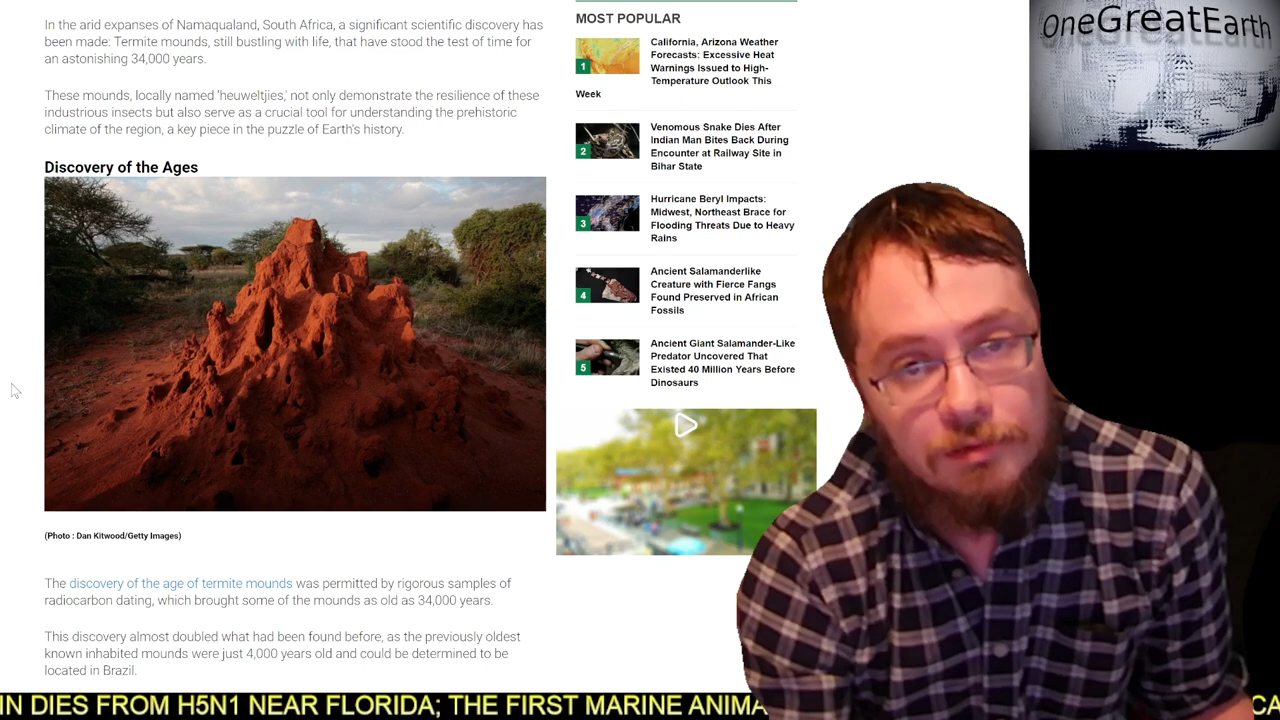 In the arid expanses of Namaqualand, South Africa, a significant scientific discovery has
been made: Termite mounds, still bustling with life, that have stood the test of time for
an astonishing 34,000 years.
These mounds, locally named 'heuweltjies,' not only demonstrate the resilience of these
industrious insects but also serve as a crucial tool for understanding the prehistoric
climate of the region, a key piece in the puzzle of Earth's history.
Discovery of the Ages
(Photo : Dan Kitwood/Getty Images)
The discovery of the age of termite mounds was permitted by rigorous samples of
radiocarbon dating, which brought some of the mounds as old as 34,000 years.
This discovery almost doubled what had been found before, as the previously oldest
known inhabited mounds were just 4,000 years old and could be determined to be
located in Brazil.
MOST POPULAR
1
California, Arizona Weather
Forecasts: Excessive Heat
Warnings Issued to High-
Temperature Outlook This
Week
2
Venomous Snake Dies After
Indian Man Bites Back During
Encounter at Railway Site in
Bihar State
3
Hurricane Beryl Impacts:
Midwest, Northeast Brace for
Flooding Threats Due to Heavy
Rains
4
Ancient Salamanderlike
Creature with Fierce Fangs
Found Preserved in African
Fossils
5
Ancient Giant Salamander-Like
Predator Uncovered That
Existed 40 Million Years Before
Dinosaurs
OneGreatEarth
IN DIES FROM H5N1 NEAR FLORIDA; THE FIRST MARINE ANIMA CA